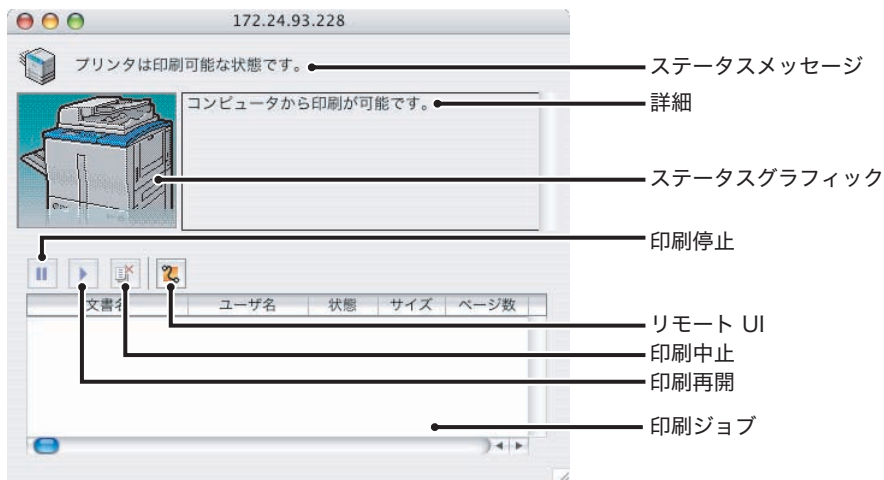 172.24.93.228
プリンタは印刷可能な状態です。
ステータスメッセージ
コンピュータから印刷が可能です。
詳細
ステータスグラフィック
印刷停止
文書名 ユーザ名 状態 サイズ ページ数
リモート UI
印刷中止
印刷再開
印刷ジョブ